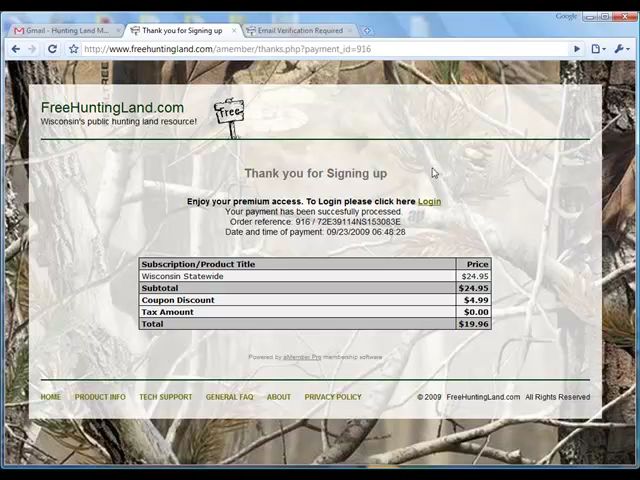 Google
Gmail - Hunting Land M...
Thank you for Signing up
Email Verification Required
http://www.freehuntingland.com/amember/thanks.php?payment_id=916
FreeHuntingLand.com
Wisconsin's public hunting land resource!
Free
Thank you for Signing up
Enjoy your premium access. To Login please click here Login
Your payment has been succesfully processed.
Order reference: 916 / 72E39114NS153083E
Date and time of payment: 09/23/2009 06:48:28
Subscription/Product Title Price
Wisconsin Statewide $24.95
Subtotal $24.95
Coupon Discount $4.99
Tax Amount $0.00
Total $19.96
Powered by aMember Pro membership software
HOME PRODUCT INFO TECH SUPPORT GENERAL FAQ ABOUT PRIVACY POLICY © 2009 FreeHuntingLand.com All Rights Reserved